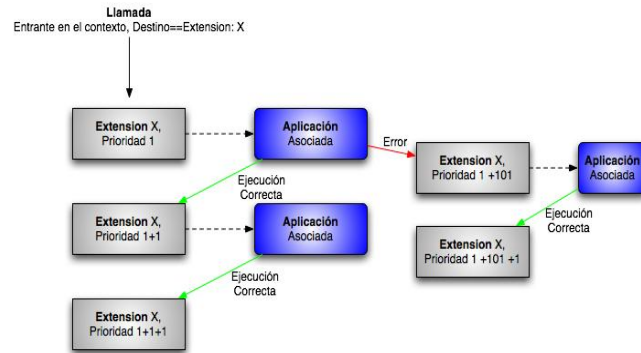 Llamada
Entrante en el contexto, Destino==Extension: X
Extension X,
Prioridad 1
Aplicación
Asociada
Error
Extension X,
Prioridad 1 +101
Aplicación
Asociada
Ejecución
Correcta
Ejecución
Correcta
Extension X,
Prioridad 1+1
Aplicación
Asociada
Extension X,
Prioridad 1 +101 +1
Ejecución
Correcta
Extension X,
Prioridad 1+1+1